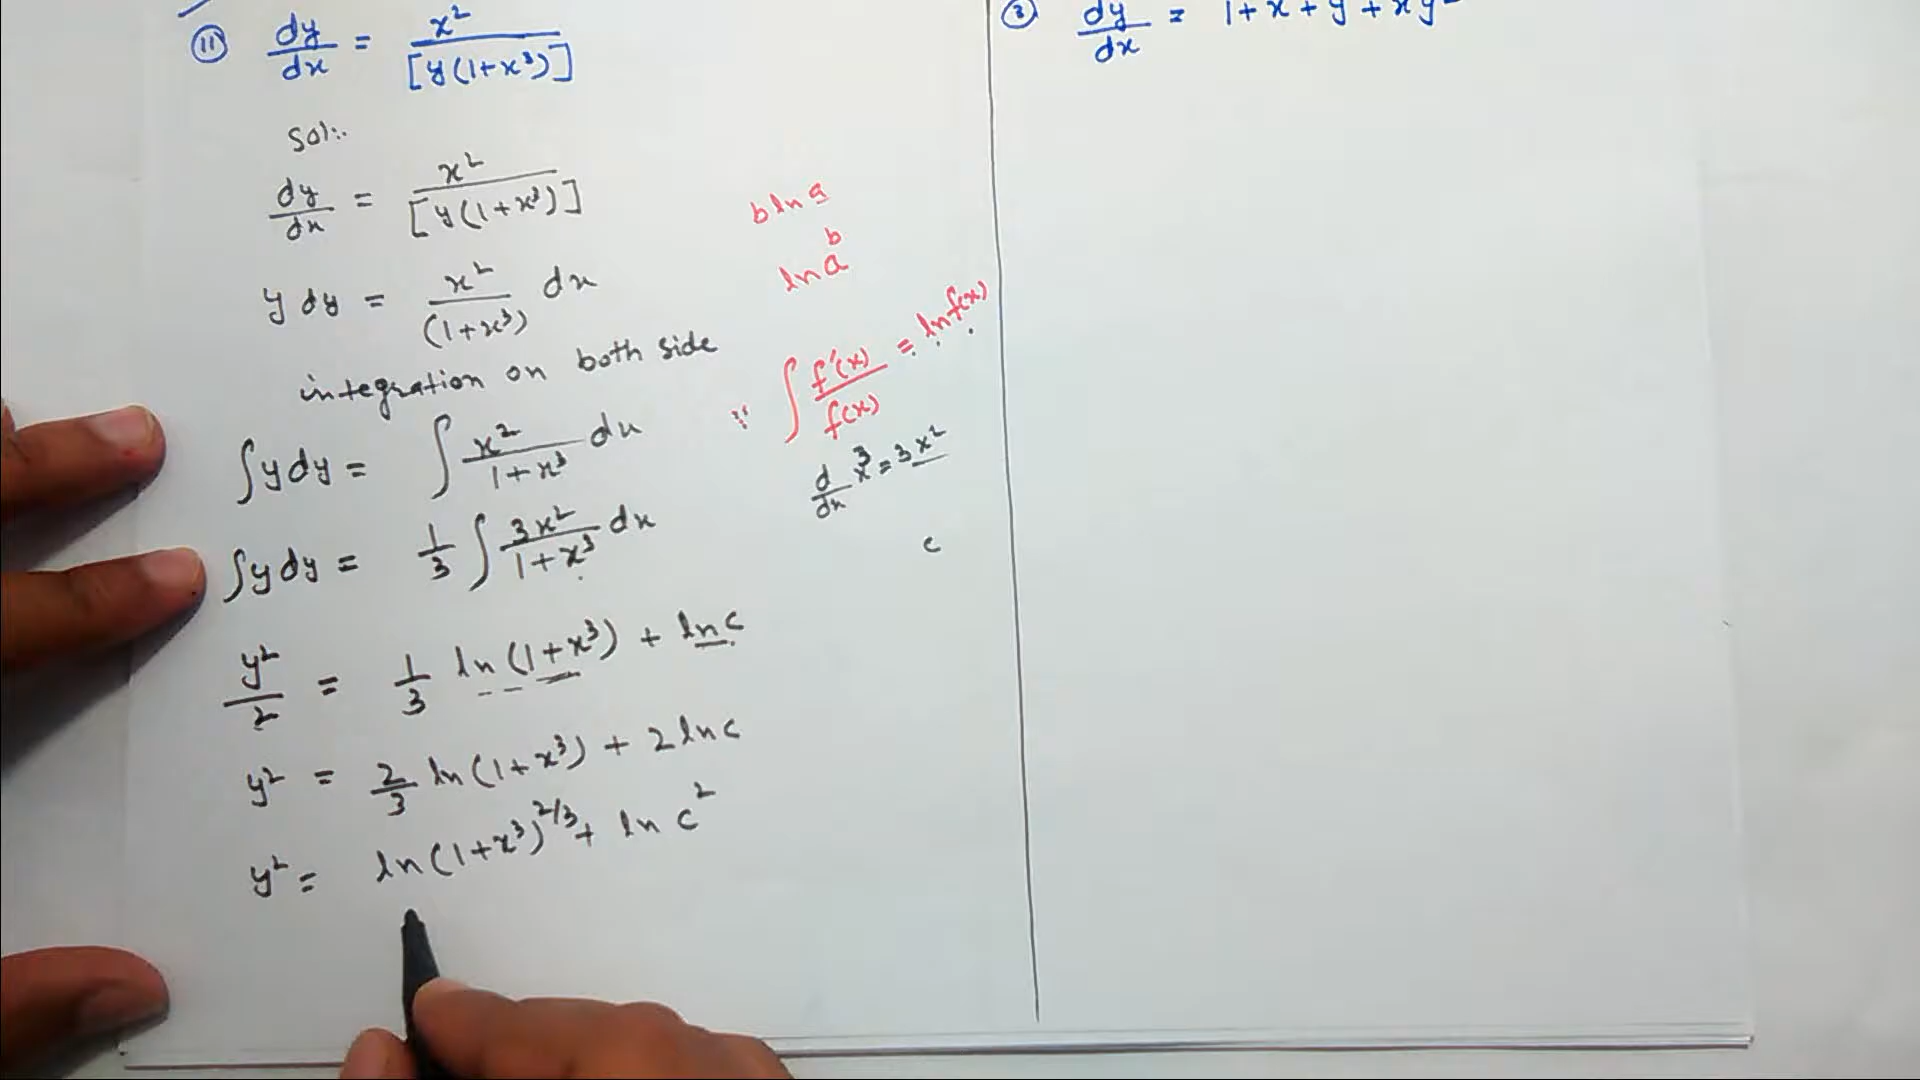 (11) dy/dx = x²/[y(1+x³)]
Sol:.
dy/dx = x²/[y(1+x³)]
y dy = x²/(1+x³) dx
integration on both side
∫y dy = ∫ x²/(1+x³) dx
∫y dy = 1/3 ∫ 3x²/(1+x³) dx
y²/2 = 1/3 ln(1+x³) + ln c
y² = 2/3 ln(1+x³) + 2 ln c
y² = ln(1+x³)^2/3 + ln c²
b ln a
ln a^b
∵ ∫ f'(x)/f(x) = ln f(x)
d/dx x³ = 3x²
c
dy/dx = 1+x+y+xy